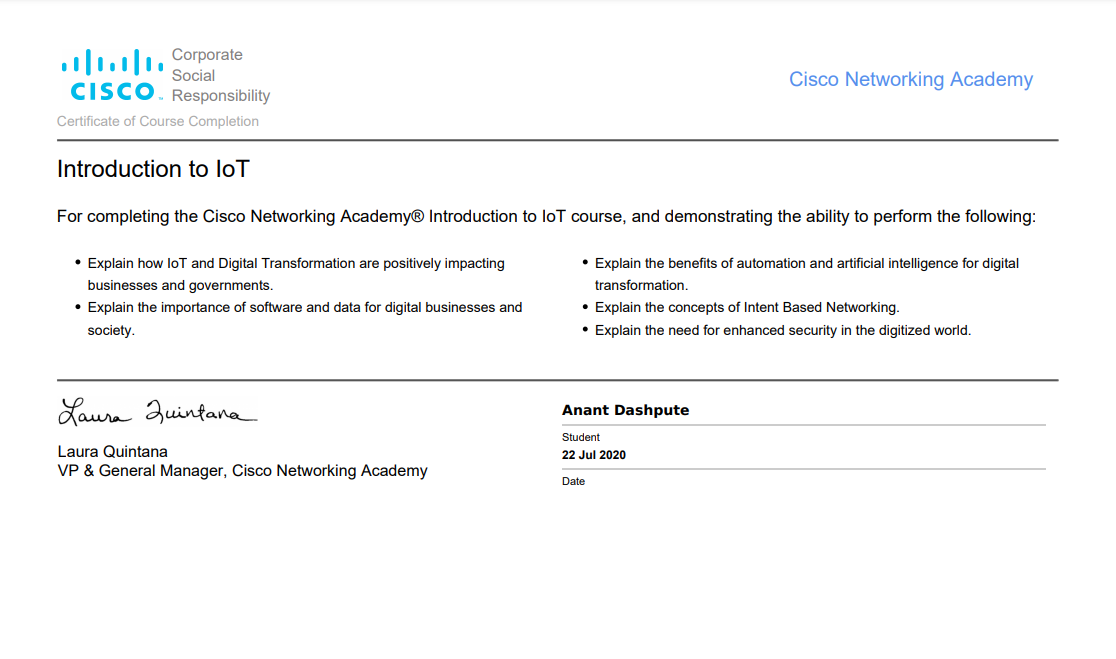 Corporate
Social
CISCO™ Responsibility
Cisco Networking Academy
Certificate of Course Completion
Introduction to IoT
For completing the Cisco Networking Academy® Introduction to IoT course, and demonstrating the ability to perform the following:
• Explain how IoT and Digital Transformation are positively impacting
businesses and governments.
• Explain the importance of software and data for digital businesses and
society.
• Explain the benefits of automation and artificial intelligence for digital
transformation.
• Explain the concepts of Intent Based Networking.
• Explain the need for enhanced security in the digitized world.
Laura Quintana
Laura Quintana
VP & General Manager, Cisco Networking Academy
Anant Dashpute
Student
22 Jul 2020
Date